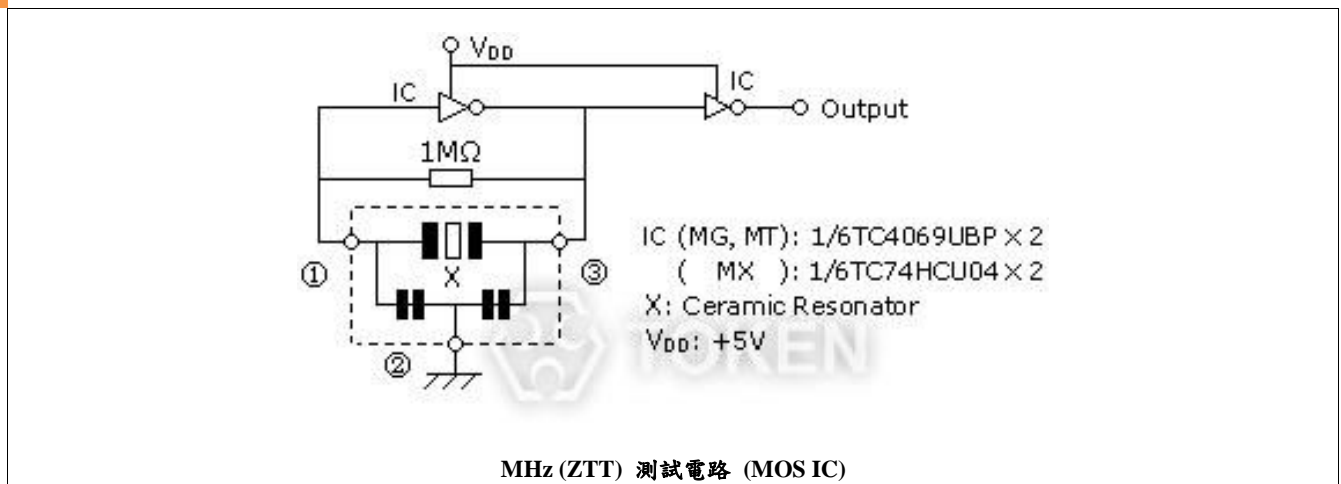 VDD
IC
IC
Output
1MΩ
①
X
③
②
IC (MG, MT): 1/6TC4069UBP×2
( MX ): 1/6TC74HCU04×2
X: Ceramic Resonator
VDD: +5V
TOKEN
MHz (ZTT) 測試電路 (MOS IC)